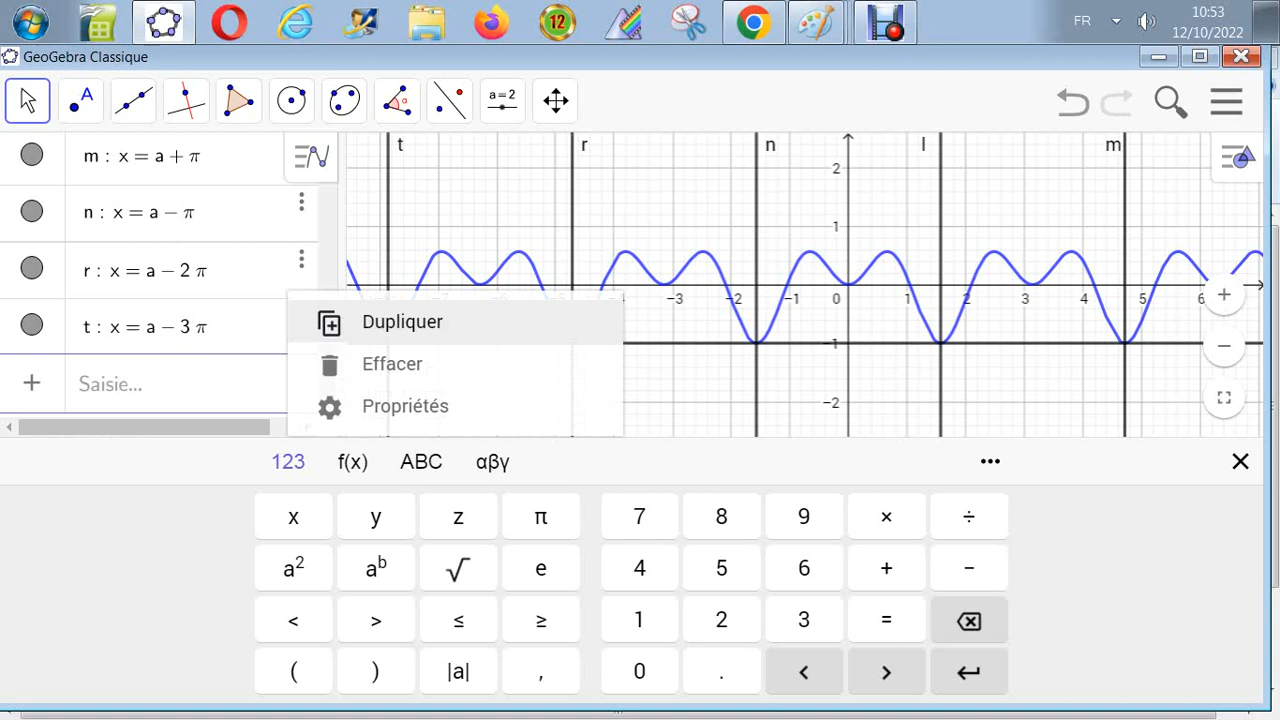 12
FR
10:53
12/10/2022
GeoGebra Classique
A
α
a = 2
m : x = a + π
n : x = a − π
r : x = a − 2 π
t : x = a − 3 π
+ Saisie...
t r n l m
2
1
−3 −2 −1 0 1 2 3 4 5 6
−1
−2
Dupliquer
Effacer
Propriétés
123 f(x) ABC αβγ ...
x y z π 7 8 9 × ÷
a² aᵇ √ e 4 5 6 + −
< > ≤ ≥ 1 2 3 =
( ) |a| , 0 . < >